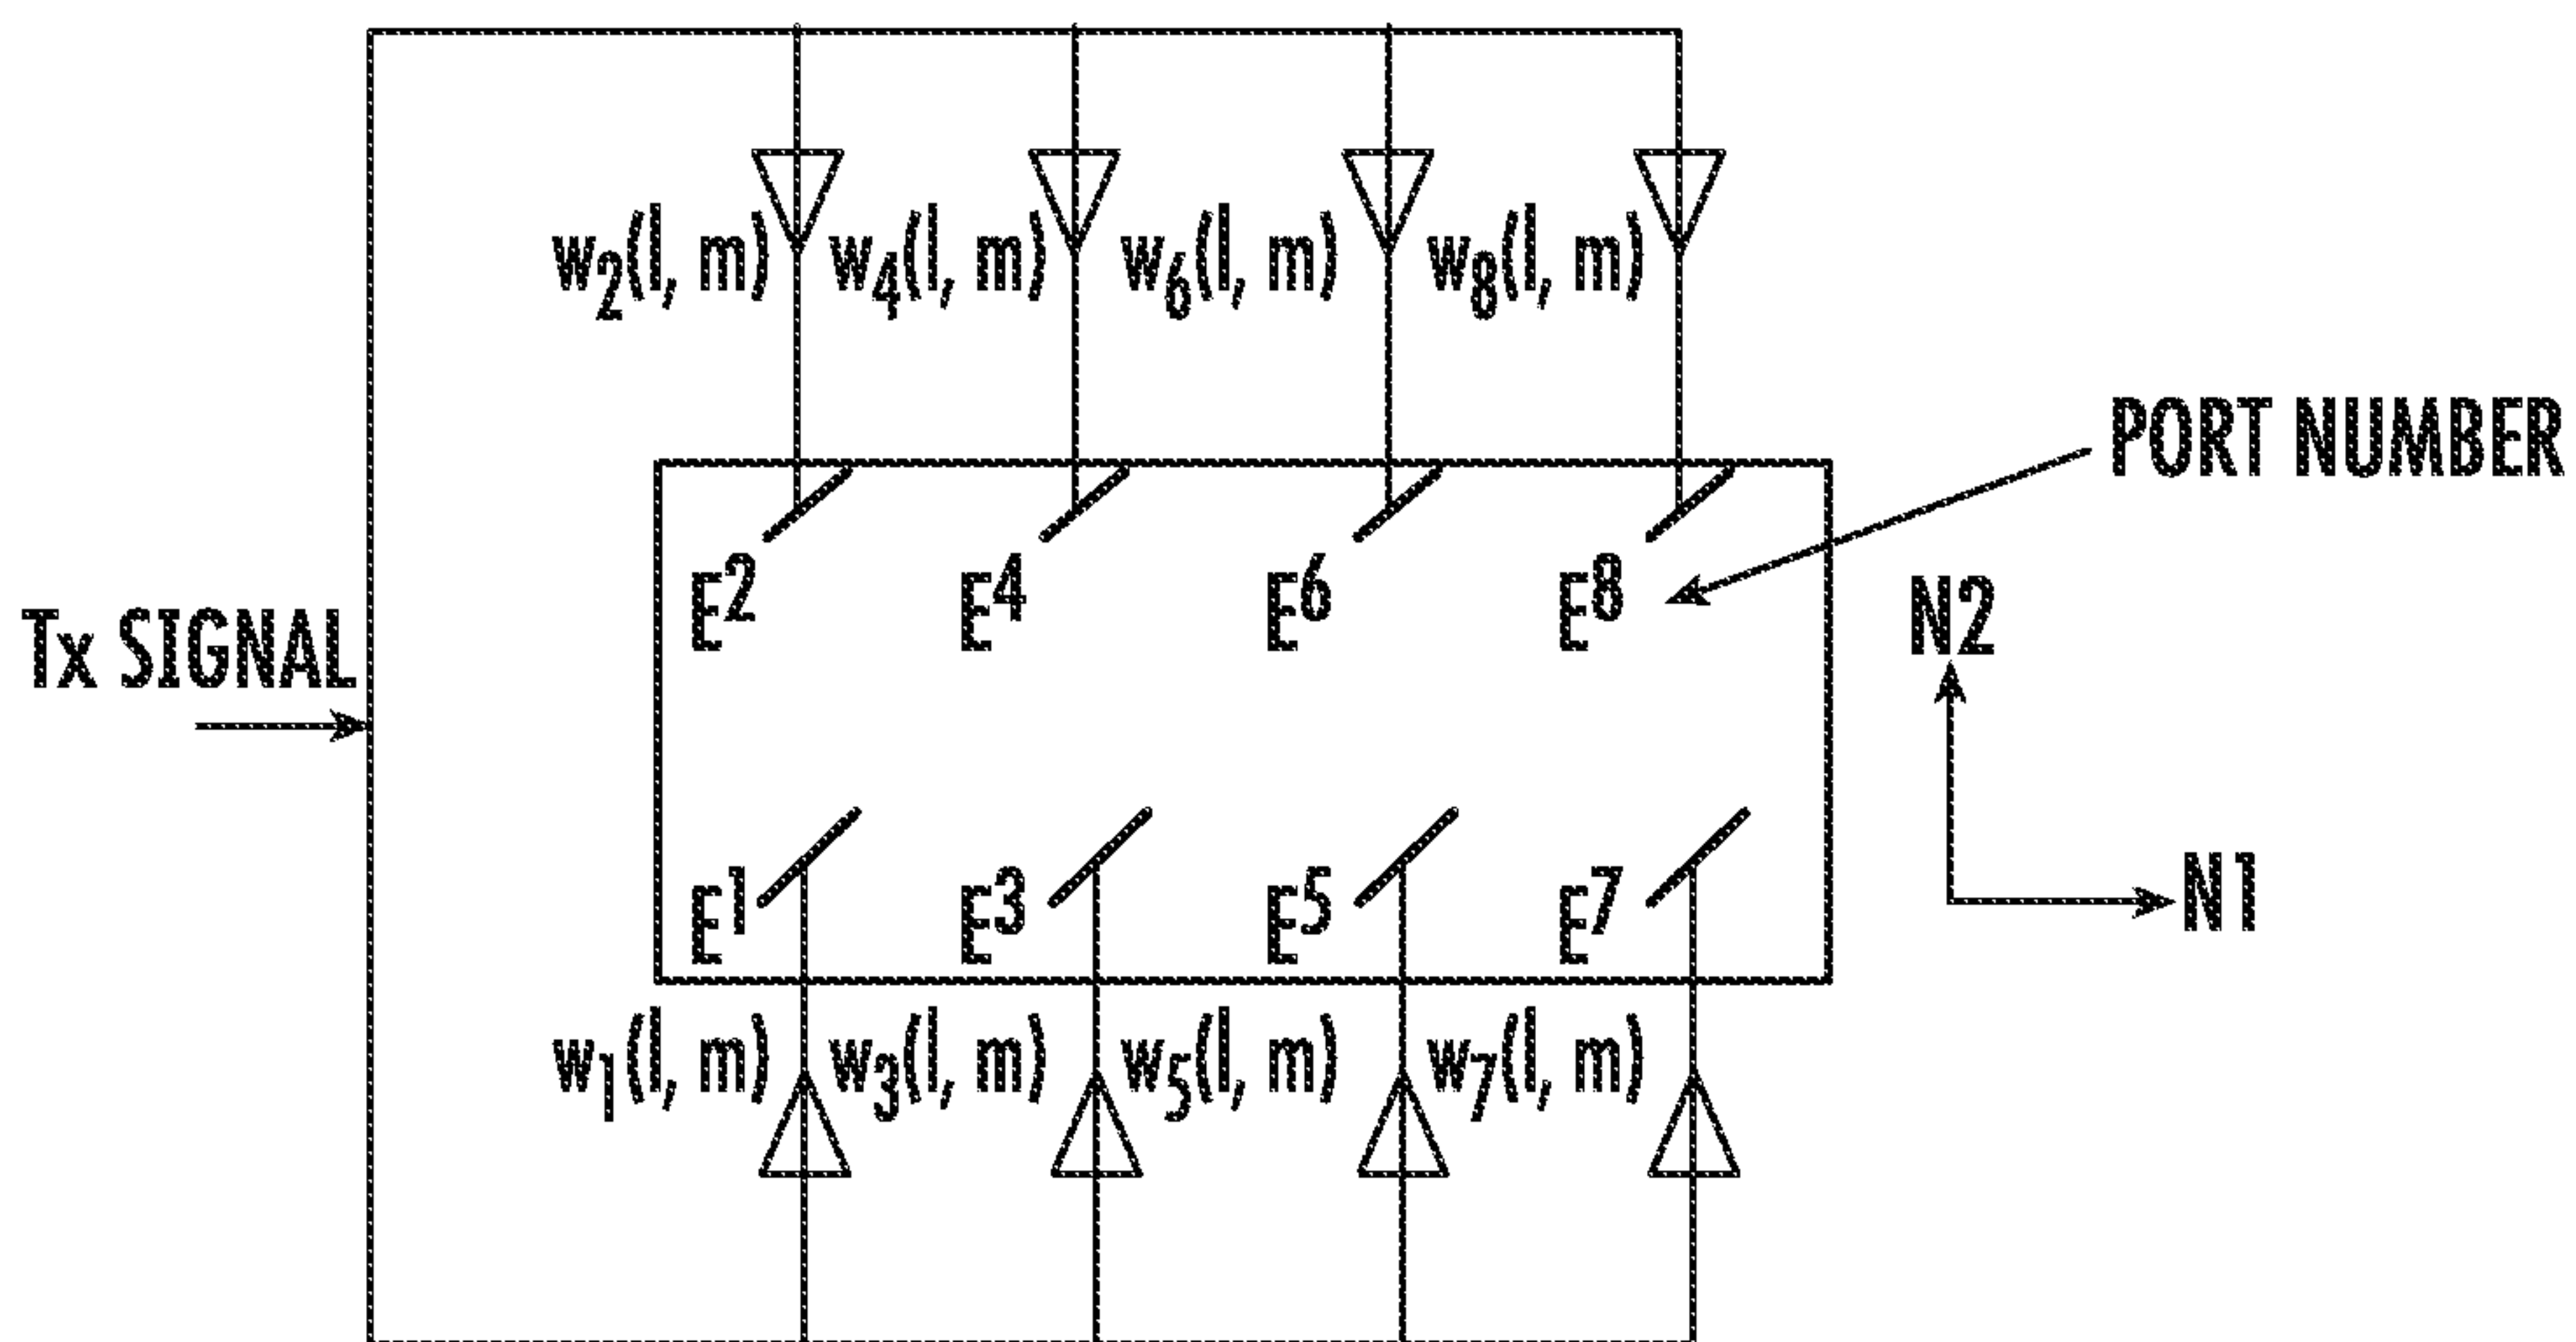 w2(l, m) w4(l, m) w6(l, m) w8(l, m)
PORT NUMBER
E2 E4 E6 E8
N2
Tx SIGNAL
E1 E3 E5 E7
N1
w1(l, m) w3(l, m) w5(l, m) w7(l, m)